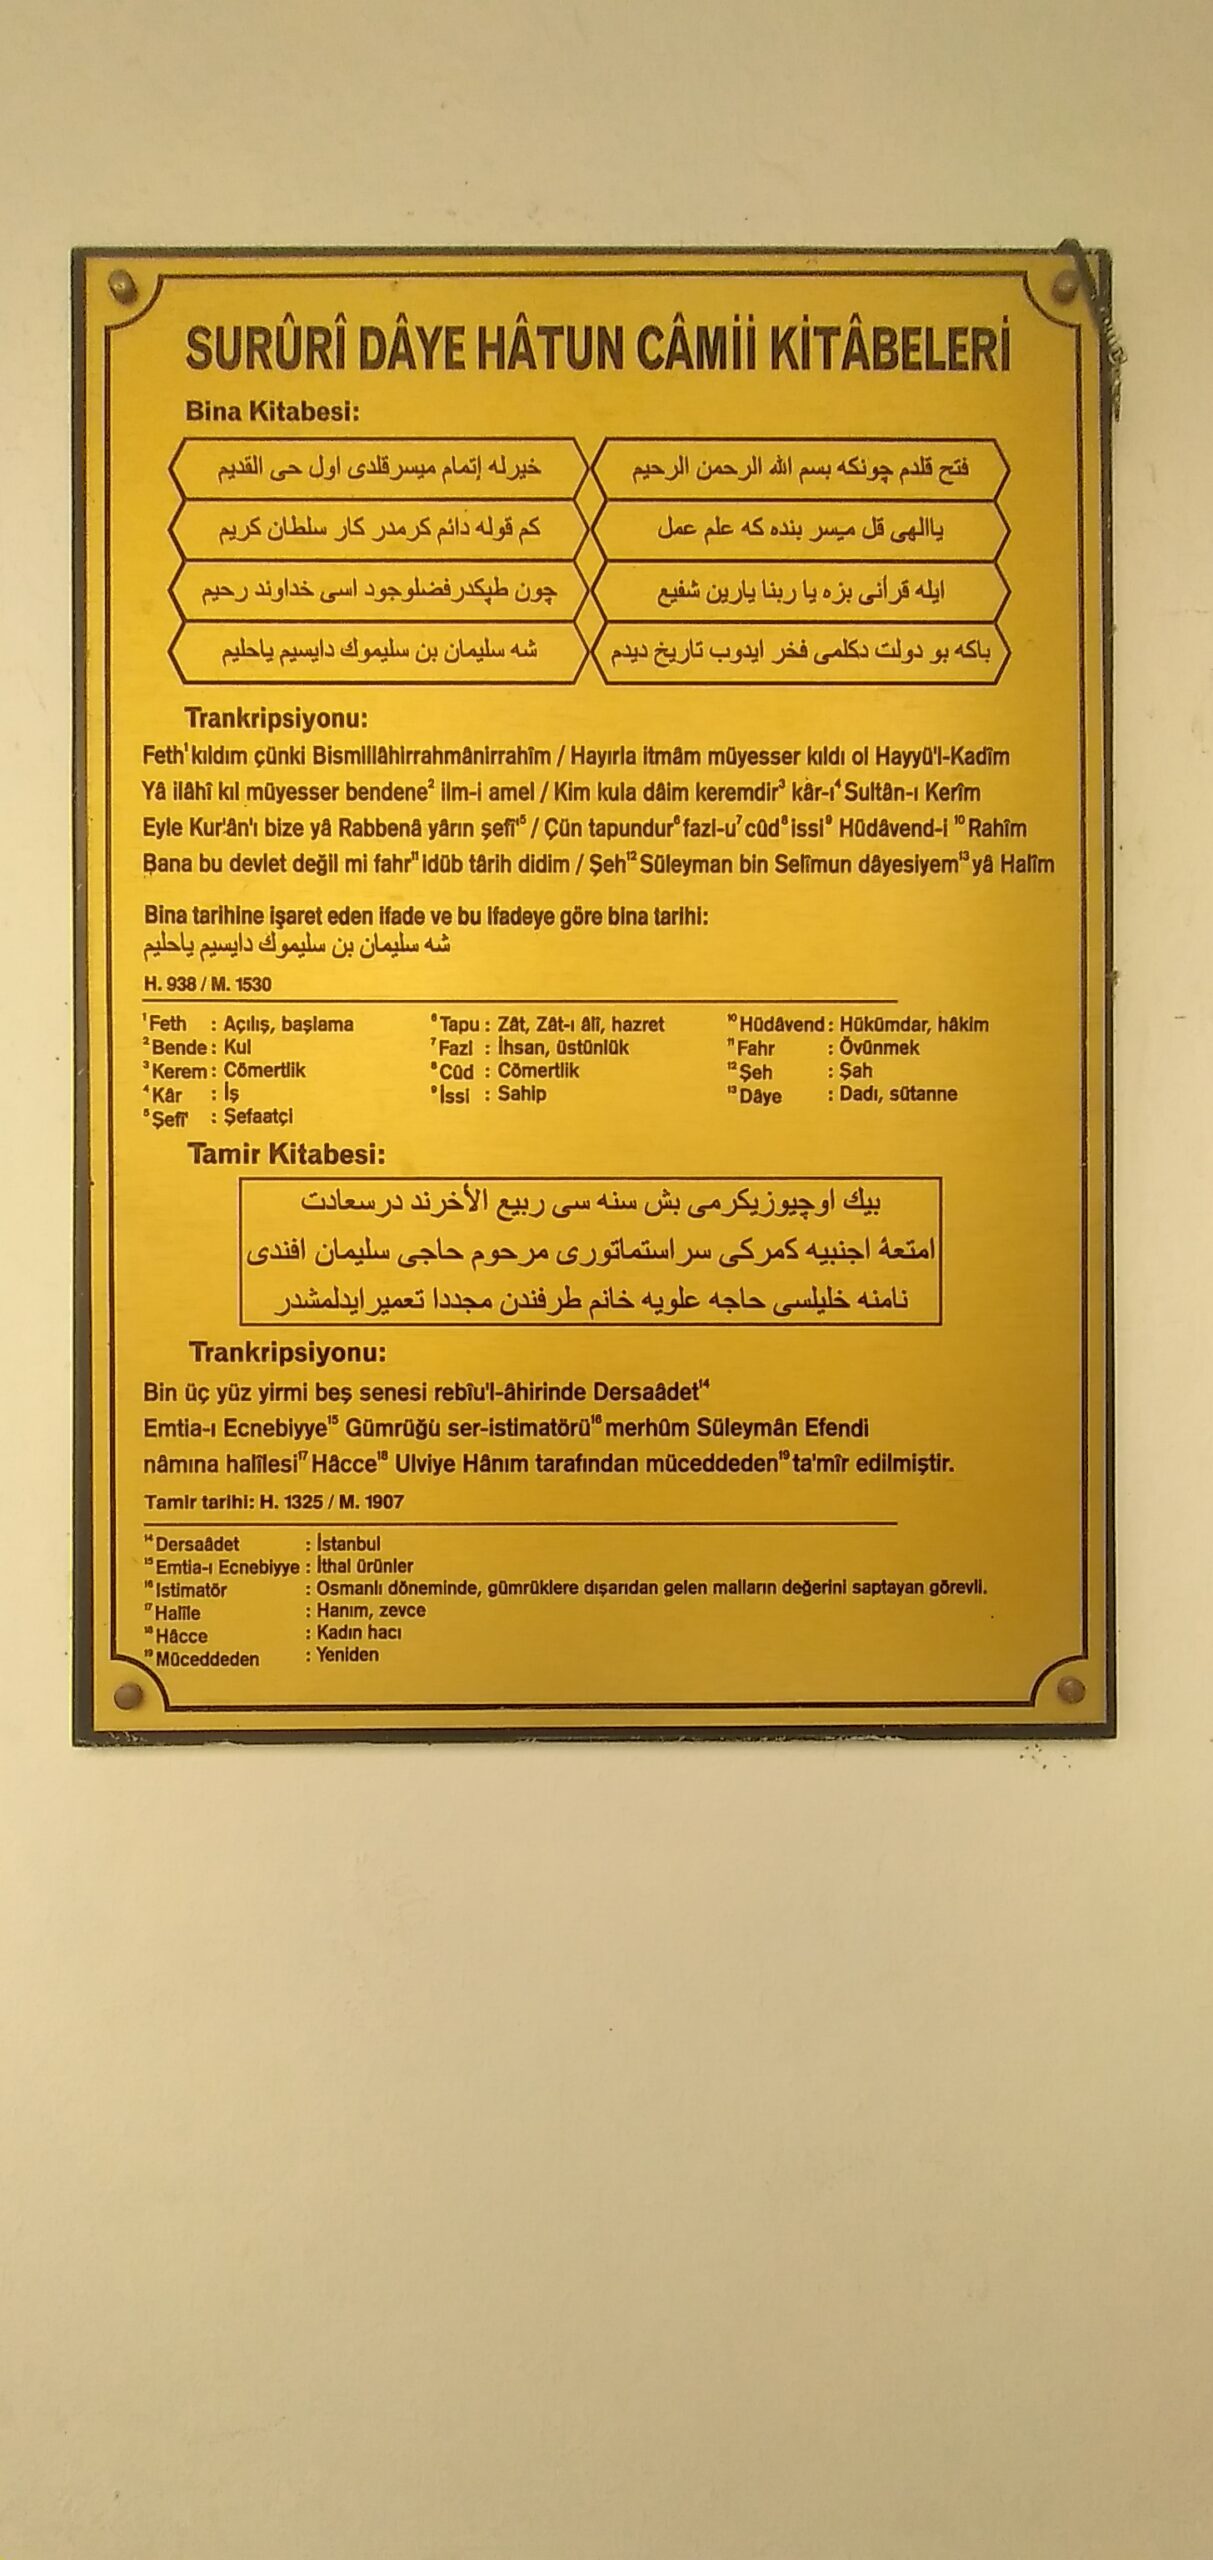 SURÛRÎ DÂYE HÂTUN CÂMİİ KİTÂBELERİ
Bina Kitabesi:
فتح قلدم چونكه بسم الله الرحمن الرحيم خيرله إتمام ميسرقلدى اول حى القديم
ياالهى قل ميسر بنده كه علم عمل كم قوله دائم كرمدر كار سلطان كريم
ايله قرأنى بزه يا ربنا يارين شفيع چون طپكدرفضلوجود اسى خداوند رحيم
باكه بو دولت دكلمى فخر ايدوب تاريخ ديدم شه سليمان بن سليموك دايسيم ياحليم
Trankripsiyonu:
Feth¹ kıldım çünki Bismillâhirrahmânirrahîm / Hayırla itmâm müyesser kıldı ol Hayyü'l-Kadîm
Yâ ilâhî kıl müyesser bendene² ilm-i amel / Kim kula dâim keremdir³ kâr-ı⁴ Sultân-ı Kerîm
Eyle Kur'ân'ı bize yâ Rabbenâ yârın şefî'⁵ / Çün tapundur⁶ fazl-u⁷ cûd⁸ issi⁹ Hüdâvend-i ¹⁰ Rahîm
Bana bu devlet değil mi fahr¹¹ Idüb târih didim / Şeh¹² Süleyman bin Selîmun dâyesiyem¹³ yâ Halîm
Bina tarihine işaret eden ifade ve bu ifadeye göre bina tarihi:
شه سليمان بن سليموك دايسيم ياحليم
H. 938 / M. 1530
¹Feth : Açılış, başlama ⁶Tapu : Zât, Zât-ı âlî, hazret ¹⁰Hüdâvend : Hükümdar, hâkim
²Bende : Kul ⁷Fazl : İhsan, üstünlük ¹¹Fahr : Övünmek
³Kerem : Cömertlik ⁸Cûd : Cömertlik ¹²Şeh : Şah
⁴Kâr : İş ⁹İssi : Sahip ¹³Dâye : Dadı, sütanne
⁵Şefî' : Şefaatçi
Tamir Kitabesi:
بيك اوچيوزيكرمى بش سنه سى ربيع الأخرند درسعادت
امتعۀ اجنبيه كمركى سر استماتورى مرحوم حاجى سليمان افندى
نامنه خليلسى حاجه علويه خانم طرفندن مجددا تعميرايدلمشدر
Trankripsiyonu:
Bin üç yüz yirmi beş senesi rebîu'l-âhirinde Dersaâdet¹⁴
Emtia-ı Ecnebiyye¹⁵ Gümrüğü ser-istimatörü¹⁶ merhûm Süleymân Efendi
nâmına halîlesi¹⁷ Hâcce¹⁸ Ulviye Hânım tarafından müceddeden¹⁹ ta'mîr edilmiştir.
Tamir tarihi: H. 1325 / M. 1907
¹⁴Dersaâdet : İstanbul
¹⁵Emtia-ı Ecnebiyye : İthal ürünler
¹⁶Istimatör : Osmanlı döneminde, gümrüklere dışarıdan gelen malların değerini saptayan görevli.
¹⁷Halîle : Hanım, zevce
¹⁸Hâcce : Kadın hacı
¹⁹Müceddeden : Yeniden